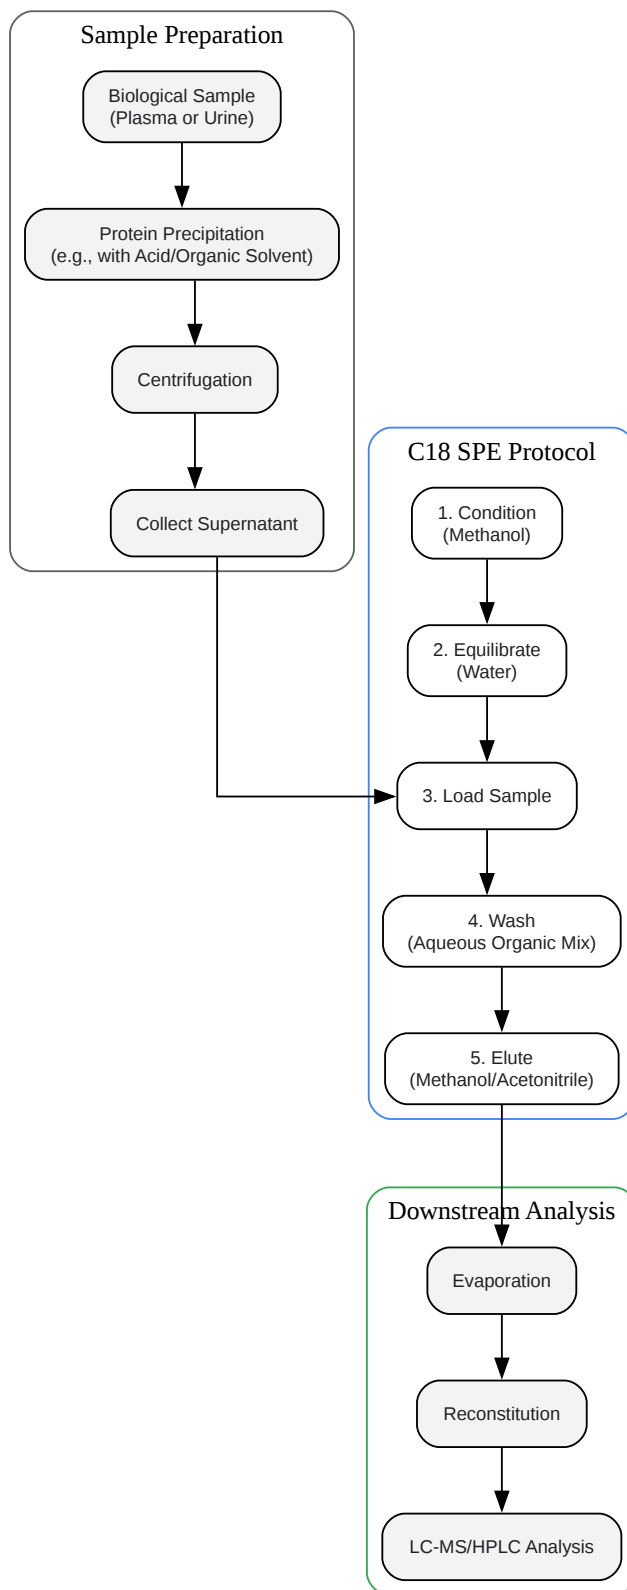 Sample Preparation
Biological Sample
(Plasma or Urine)
Protein Precipitation
(e.g., with Acid/Organic Solvent)
Centrifugation
Collect Supernatant
C18 SPE Protocol
1. Condition
(Methanol)
2. Equilibrate
(Water)
3. Load Sample
4. Wash
(Aqueous Organic Mix)
5. Elute
(Methanol/Acetonitrile)
Downstream Analysis
Evaporation
Reconstitution
LC-MS/HPLC Analysis